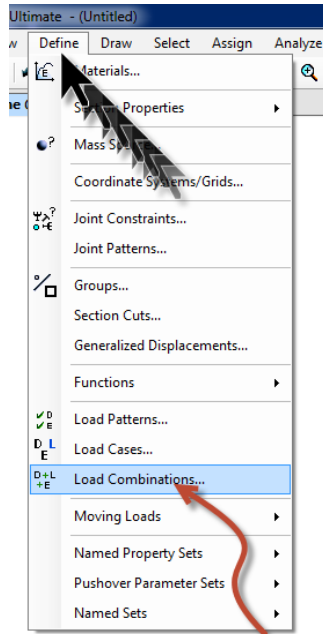 Ultimate - (Untitled)
Define Draw Select Assign Analyze
Materials...
Properties
Mass
Coordinate Systems/Grids...
Joint Constraints...
Joint Patterns...
Groups...
Section Cuts...
Generalized Displacements...
Functions
Load Patterns...
Load Cases...
Load Combinations...
Moving Loads
Named Property Sets
Pushover Parameter Sets
Named Sets